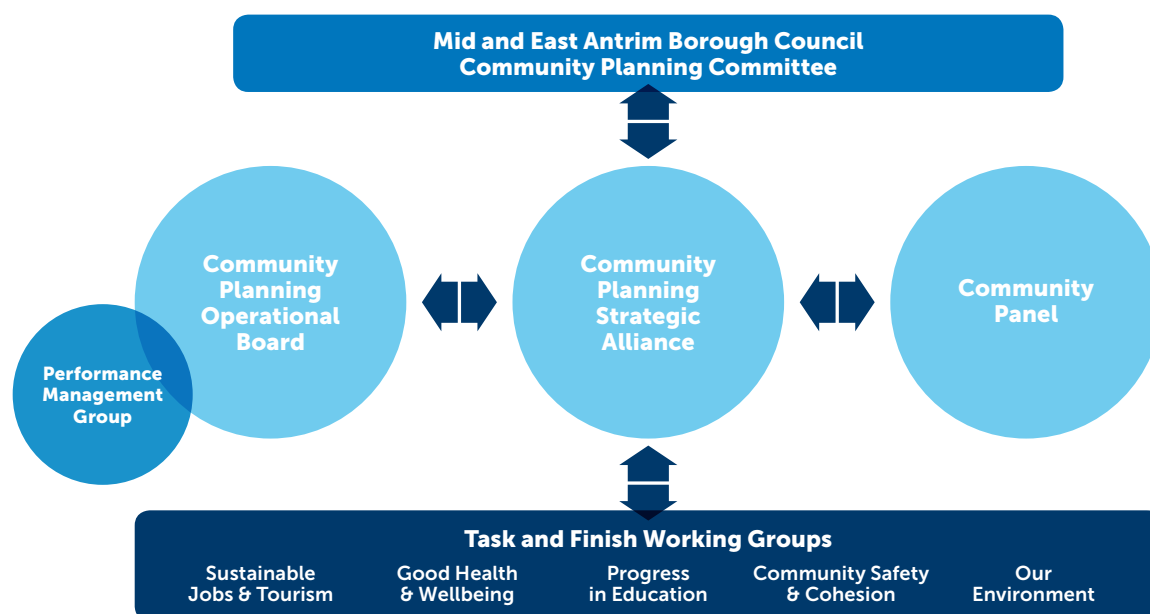 Mid and East Antrim Borough Council
Community Planning Committee
Community
Planning
Operational
Board
Community
Planning
Strategic
Alliance
Community
Panel
Performance
Management
Group
Task and Finish Working Groups
Sustainable
Jobs & Tourism
Good Health
& Wellbeing
Progress
in Education
Community Safety
& Cohesion
Our
Environment